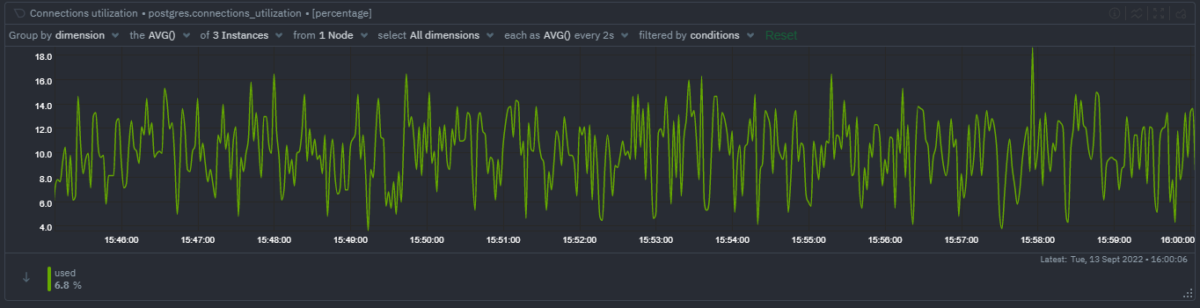 Connections utilization • postgres.connections_utilization • [percentage]
Group by dimension the AVG() of 3 Instances from 1 Node select All dimensions each as AVG() every 2s filtered by conditions Reset
18.0
16.0
14.0
12.0
10.0
8.0
6.0
4.0
15:46:00 15:47:00 15:48:00 15:49:00 15:50:00 15:51:00 15:52:00 15:53:00 15:54:00 15:55:00 15:56:00 15:57:00 15:58:00 15:59:00 16:00:00
Latest: Tue, 13 Sept 2022 • 16:00:06
used
6.8 %